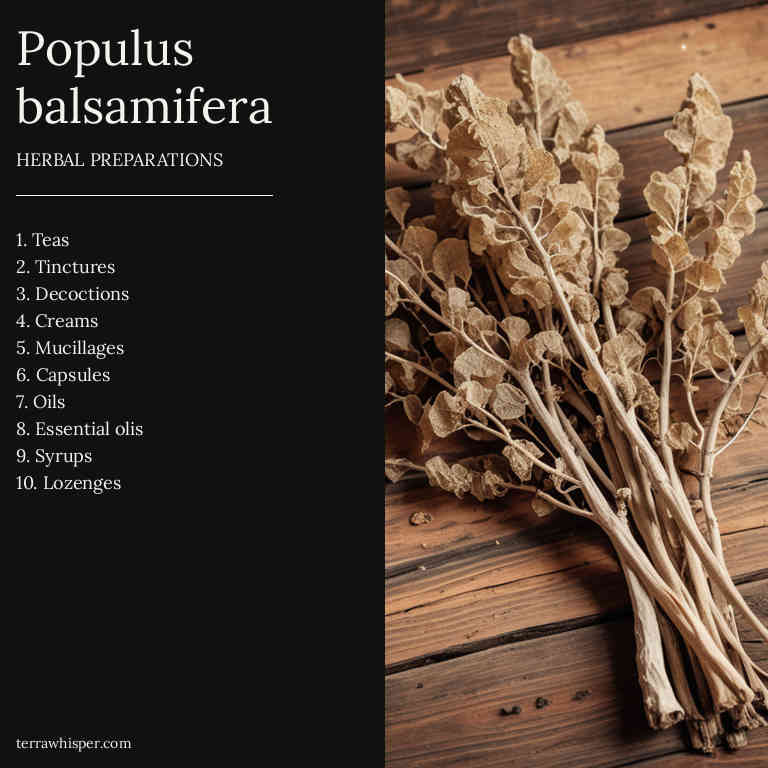 Populus
balsamifera
HERBAL PREPARATIONS
1. Teas
2. Tinctures
3. Decoctions
4. Creams
5. Mucillages
6. Capsules
7. Oils
8. Essential olis
9. Syrups
10. Lozenges
terrawhisper.com